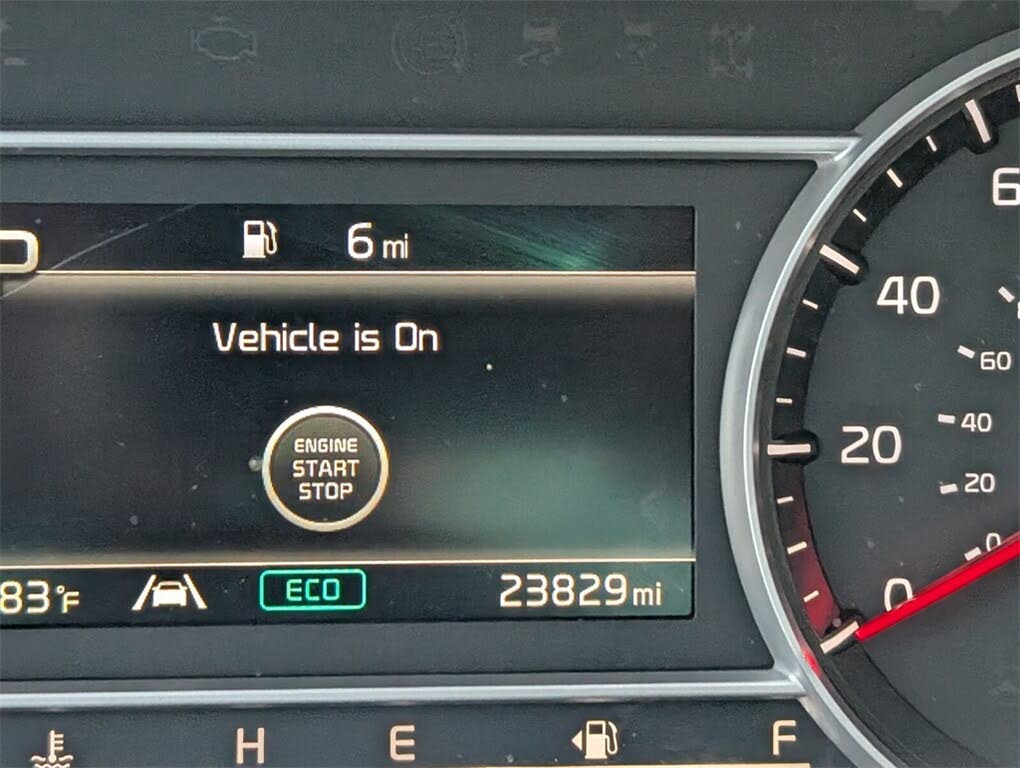 6 mi
Vehicle is On
ENGINE
START
STOP
83°F
ECO
23829 mi
6
40
60
20
40
20
0
0
H
E
F